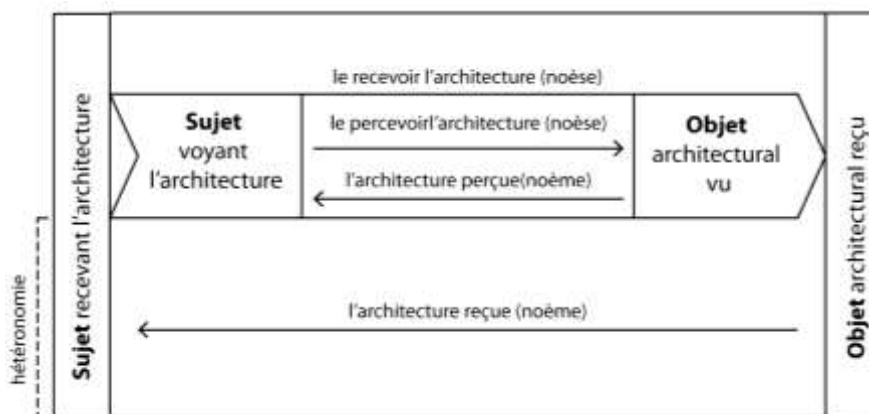 le recevoir l'architecture (noèse)
Sujet
voyant
l'architecture
le percevoirl'architecture (noèse)
l'architecture perçue(noème)
Objet
architectural
vu
l'architecture reçue (noème)
hétéronomie
Sujet recevant l'architecture
Objet architectural reçu